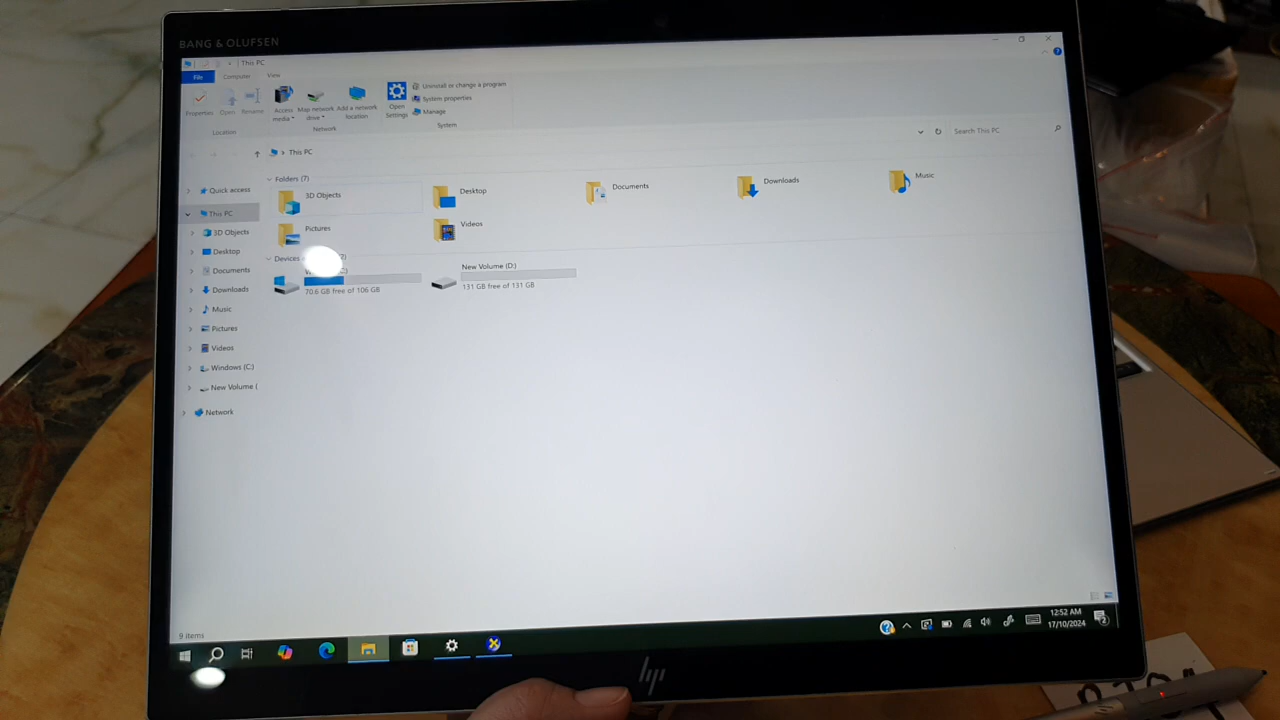 BANG & OLUFSEN
This PC
File Computer View
Properties Open Rename Access media Map network drive Add a network location Open Settings
Uninstall or change a program
System properties
Manage
Location Network System
This PC Search This PC
Quick access
This PC
3D Objects
Desktop
Documents
Downloads
Music
Pictures
Videos
Windows (C:)
New Volume (
Network
Folders (7)
3D Objects Desktop Documents Downloads Music
Pictures Videos
Devices
70.6 GB free of 106 GB
New Volume (D:)
131 GB free of 131 GB
9 items
12:52 AM
17/10/2024
2
hp